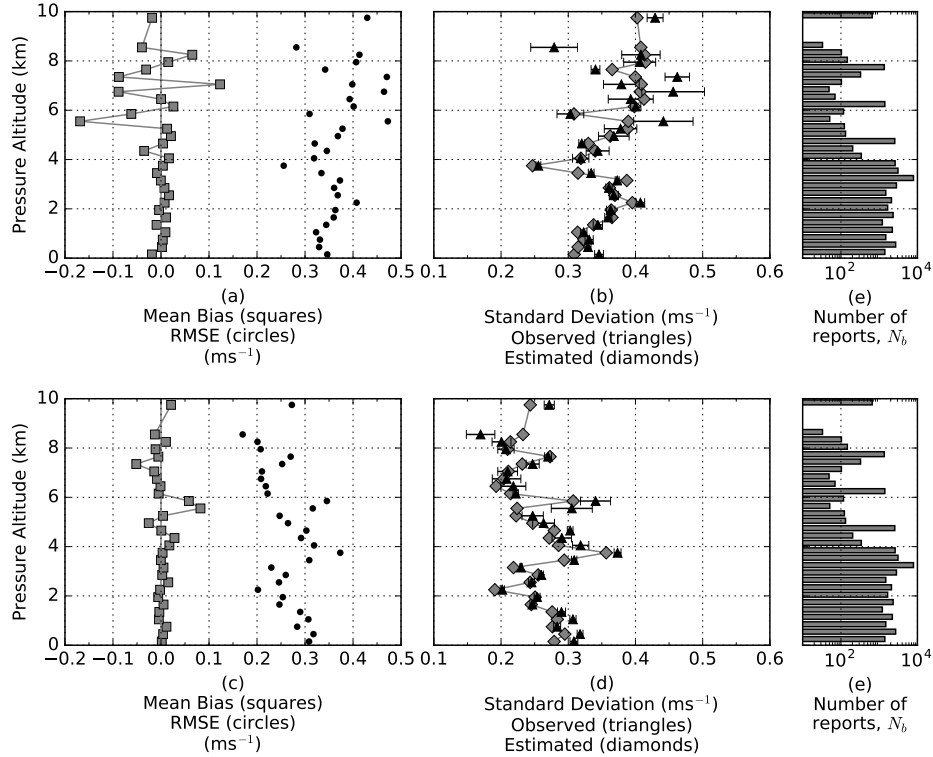 10
8
6
4
2
0
Pressure Altitude (km)
−0.2 −0.1 0.0 0.1 0.2 0.3 0.4 0.5
(a)
Mean Bias (squares)
RMSE (circles)
(ms⁻¹)
0.1 0.2 0.3 0.4 0.5 0.6
(b)
Standard Deviation (ms⁻¹)
Observed (triangles)
Estimated (diamonds)
10² 10⁴
(e)
Number of
reports, N_b
10
8
6
4
2
0
Pressure Altitude (km)
−0.2 −0.1 0.0 0.1 0.2 0.3 0.4 0.5
(c)
Mean Bias (squares)
RMSE (circles)
(ms⁻¹)
0.1 0.2 0.3 0.4 0.5 0.6
(d)
Standard Deviation (ms⁻¹)
Observed (triangles)
Estimated (diamonds)
10² 10⁴
(e)
Number of
reports, N_b